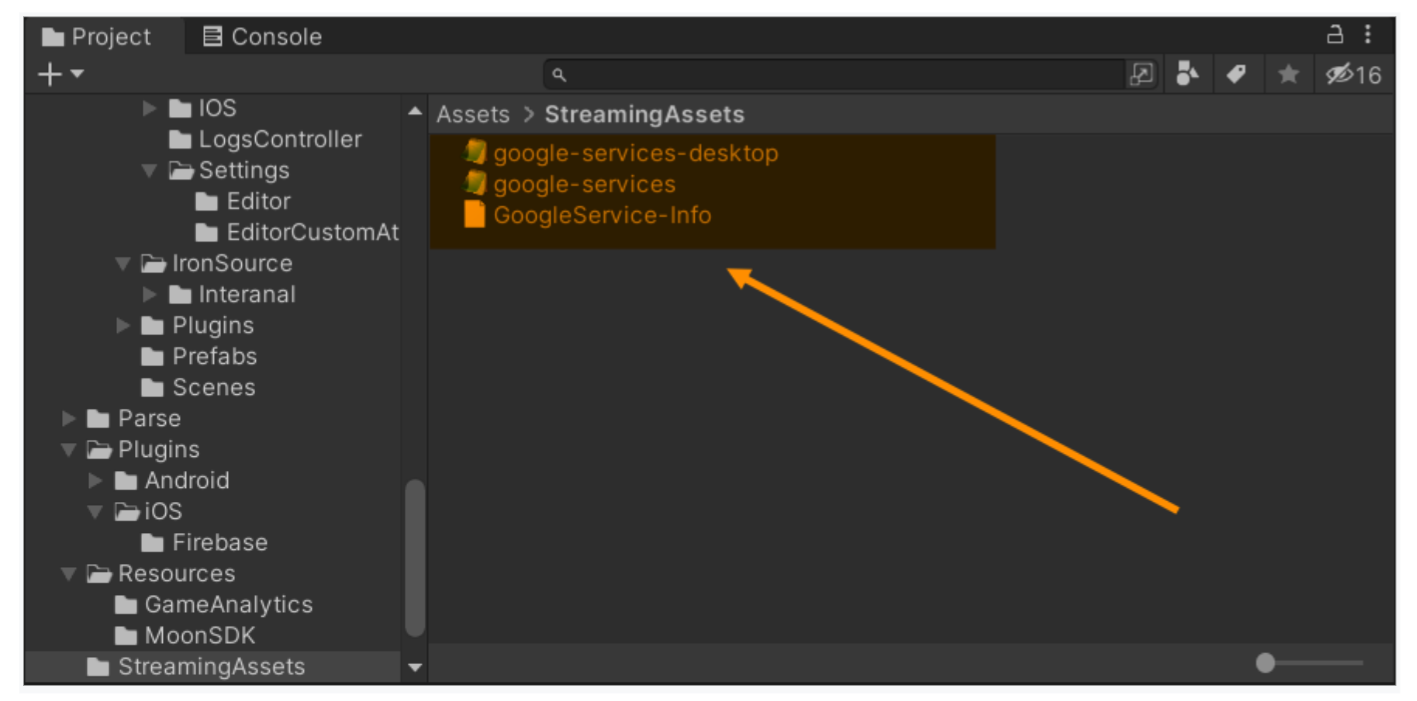 Project Console
16
IOS
LogsController
Settings
Editor
EditorCustomAt
IronSource
Interanal
Plugins
Prefabs
Scenes
Parse
Plugins
Android
iOS
Firebase
Resources
GameAnalytics
MoonSDK
StreamingAssets
Assets > StreamingAssets
google-services-desktop
google-services
GoogleService-Info